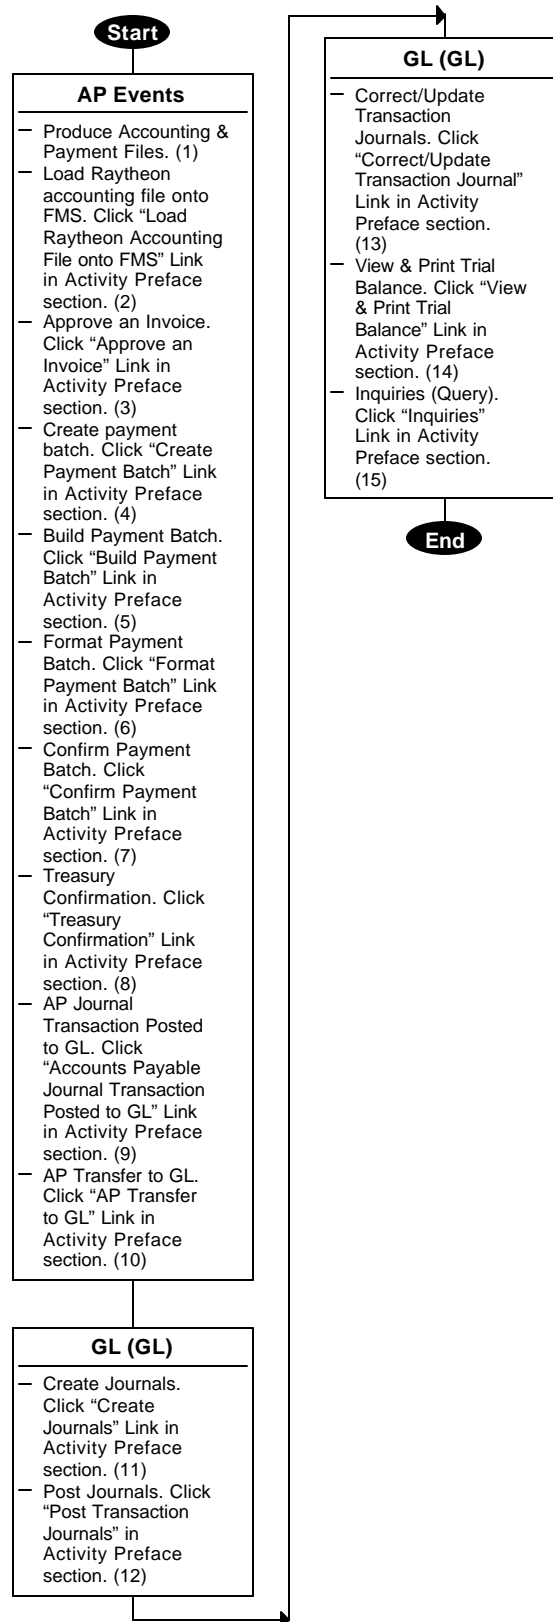 Start
AP Events
– Produce Accounting &
Payment Files. (1)
– Load Raytheon
accounting file onto
FMS. Click “Load
Raytheon Accounting
File onto FMS” Link
in Activity Preface
section. (2)
– Approve an Invoice.
Click “Approve an
Invoice” Link in
Activity Preface
section. (3)
– Create payment
batch. Click “Create
Payment Batch” Link
in Activity Preface
section. (4)
– Build Payment Batch.
Click “Build Payment
Batch” Link in
Activity Preface
section. (5)
– Format Payment
Batch. Click “Format
Payment Batch” Link
in Activity Preface
section. (6)
– Confirm Payment
Batch. Click
“Confirm Payment
Batch” Link in
Activity Preface
section. (7)
– Treasury
Confirmation. Click
“Treasury
Confirmation” Link
in Activity Preface
section. (8)
– AP Journal
Transaction Posted
to GL. Click
“Accounts Payable
Journal Transaction
Posted to GL” Link
in Activity Preface
section. (9)
– AP Transfer to GL.
Click “AP Transfer
to GL” Link in
Activity Preface
section. (10)
GL (GL)
– Create Journals.
Click “Create
Journals” Link in
Activity Preface
section. (11)
– Post Journals. Click
“Post Transaction
Journals” in
Activity Preface
section. (12)
GL (GL)
– Correct/Update
Transaction
Journals. Click
“Correct/Update
Transaction Journal”
Link in Activity
Preface section.
(13)
– View & Print Trial
Balance. Click “View
& Print Trial
Balance” Link in
Activity Preface
section. (14)
– Inquiries (Query).
Click “Inquiries”
Link in Activity
Preface section.
(15)
End